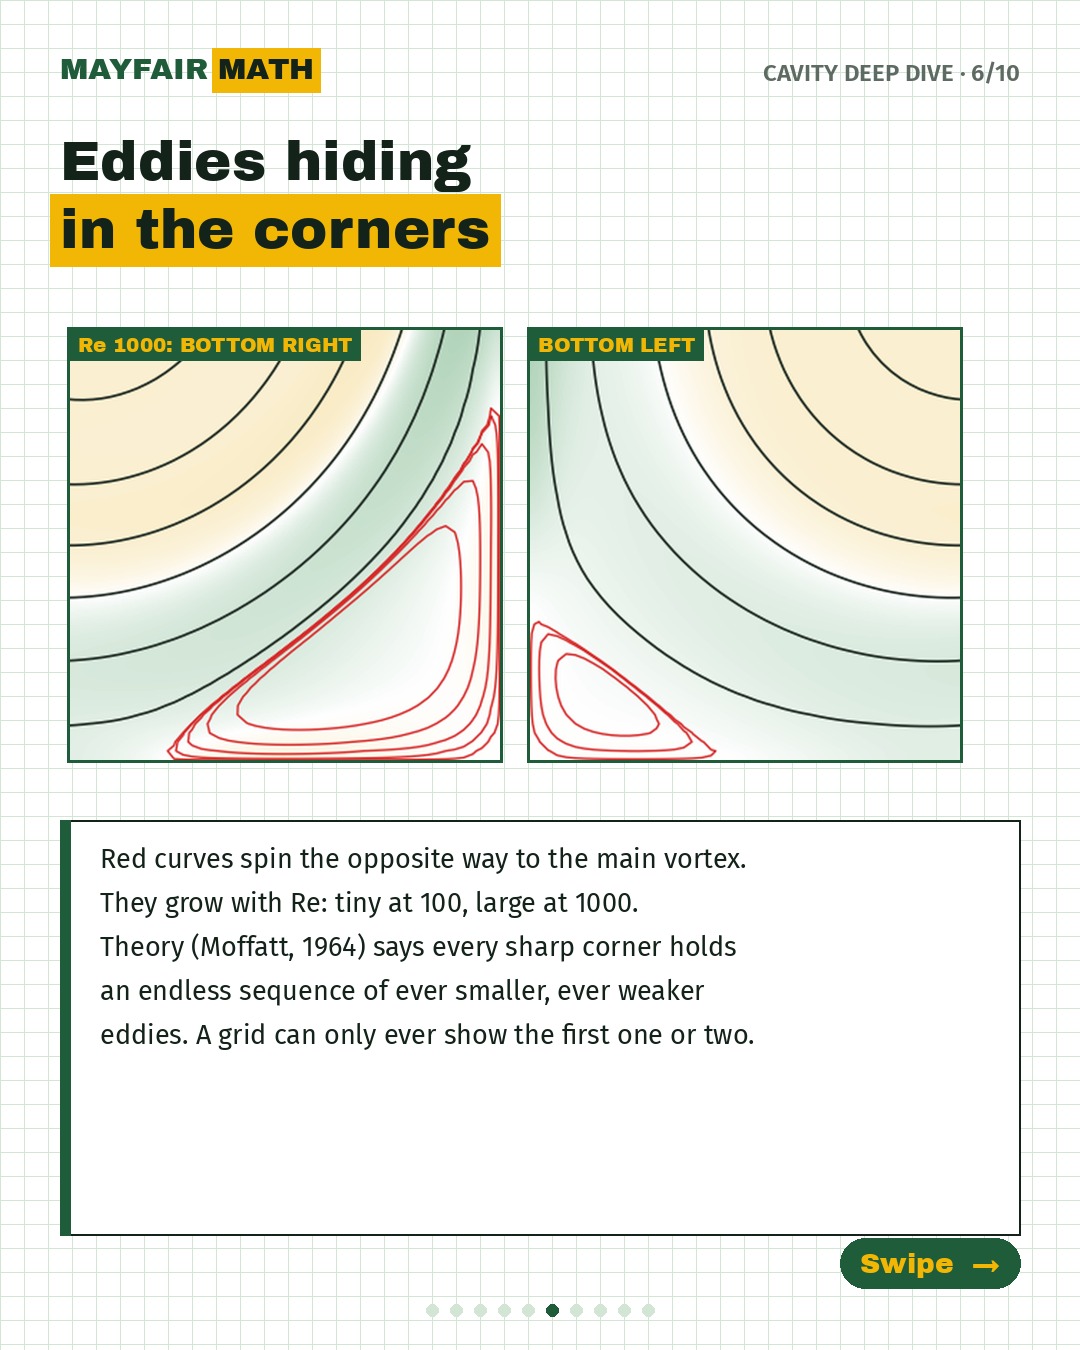 MAYFAIR MATH
CAVITY DEEP DIVE · 6/10
Eddies hiding
in the corners
Re 1000: BOTTOM RIGHT
BOTTOM LEFT
Red curves spin the opposite way to the main vortex.
They grow with Re: tiny at 100, large at 1000.
Theory (Moffatt, 1964) says every sharp corner holds
an endless sequence of ever smaller, ever weaker
eddies. A grid can only ever show the first one or two.
Swipe →